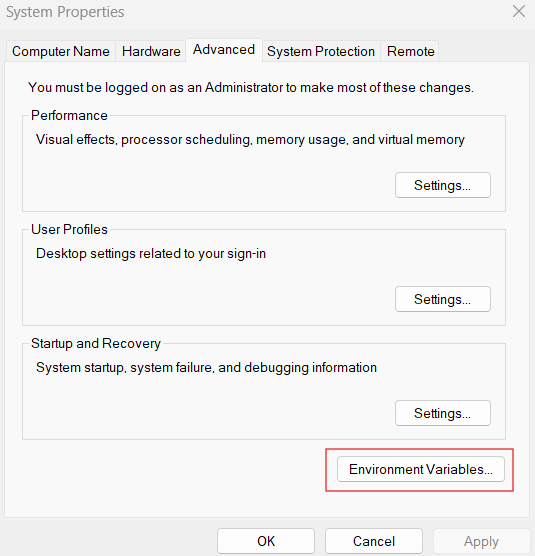 System Properties
Computer Name Hardware Advanced System Protection Remote
You must be logged on as an Administrator to make most of these changes.
Performance
Visual effects, processor scheduling, memory usage, and virtual memory
Settings...
User Profiles
Desktop settings related to your sign-in
Settings...
Startup and Recovery
System startup, system failure, and debugging information
Settings...
Environment Variables...
OK Cancel Apply